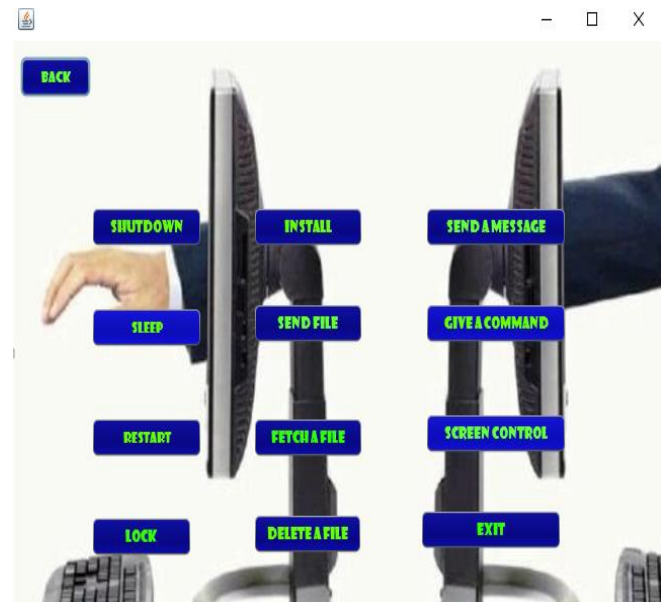 BACK
SHUTDOWN
INSTALL
SEND A MESSAGE
SLEEP
SEND FILE
GIVE A COMMAND
RESTART
FETCH A FILE
SCREEN CONTROL
LOCK
DELETE A FILE
EXIT